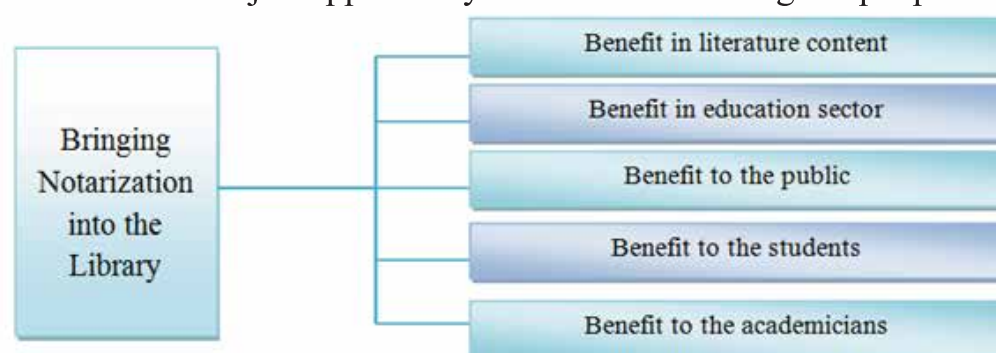 Bringing
Notarization
into the
Library
Benefit in literature content
Benefit in education sector
Benefit to the public
Benefit to the students
Benefit to the academicians